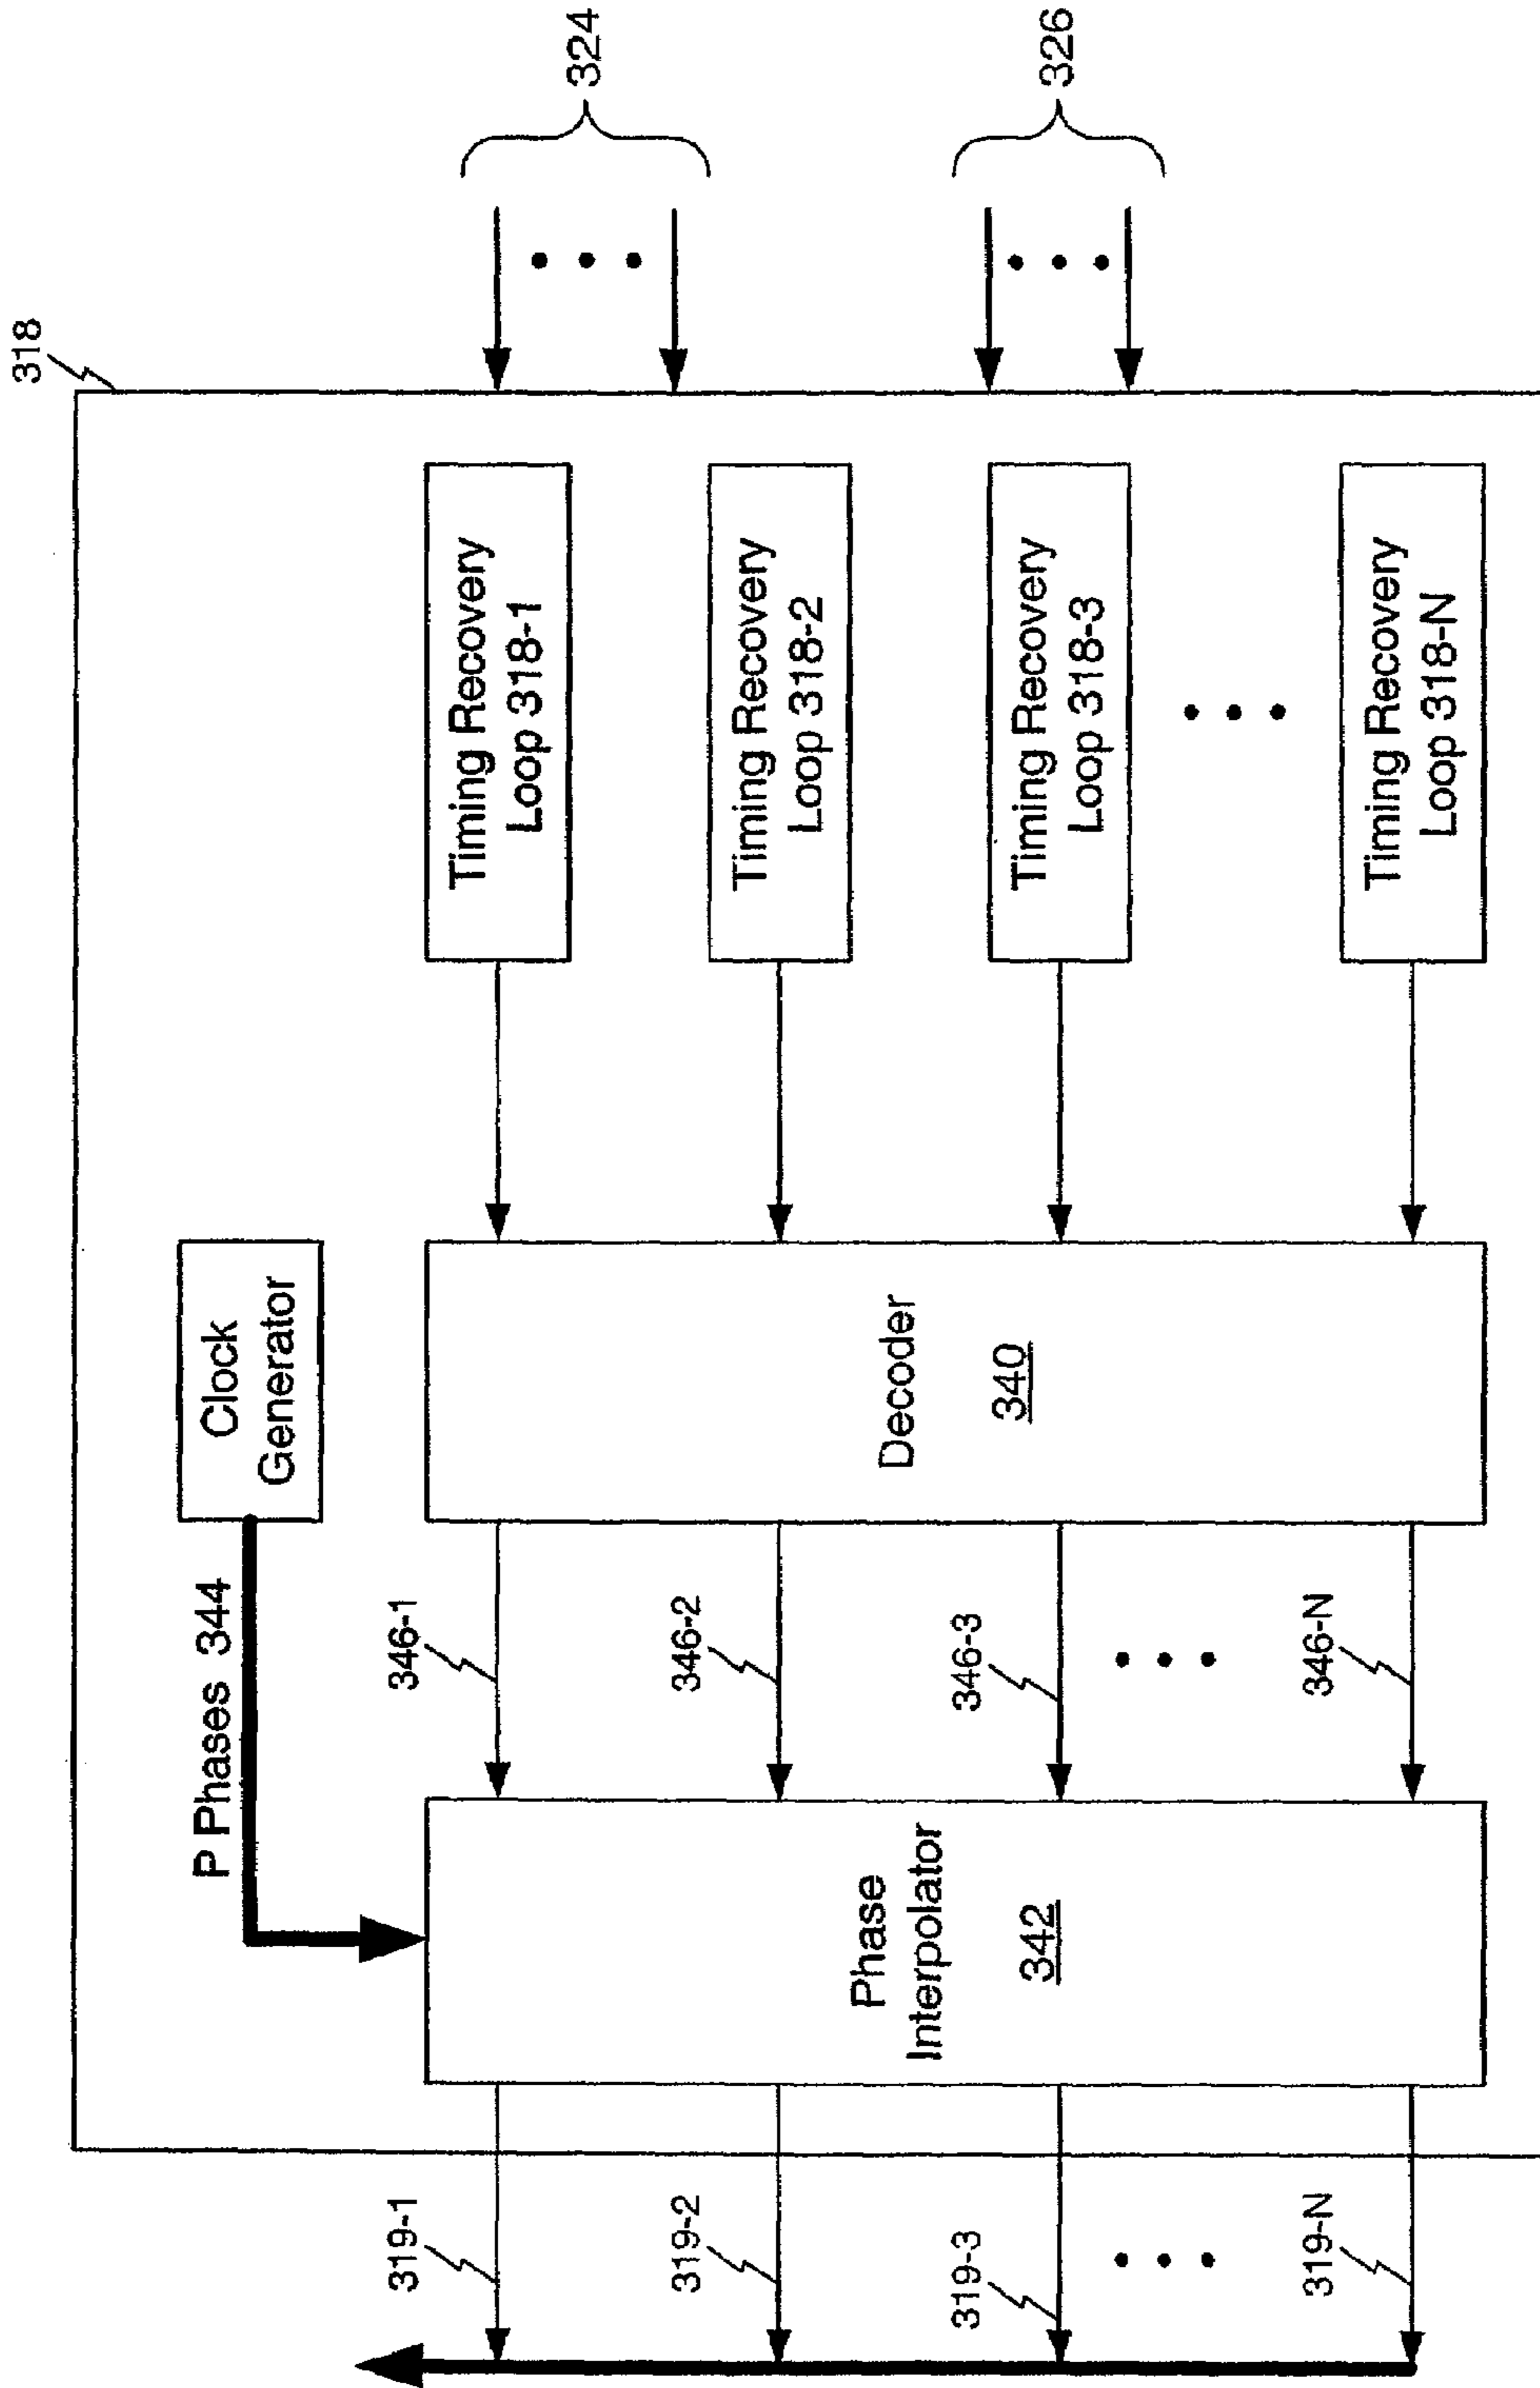 318
324
326
Clock
Generator
P Phases 344
Timing Recovery
Loop 318-1
Timing Recovery
Loop 318-2
Timing Recovery
Loop 318-3
Timing Recovery
Loop 318-N
Decoder
340
346-1
346-2
346-3
346-N
Phase
Interpolator
342
319-1
319-2
319-3
319-N